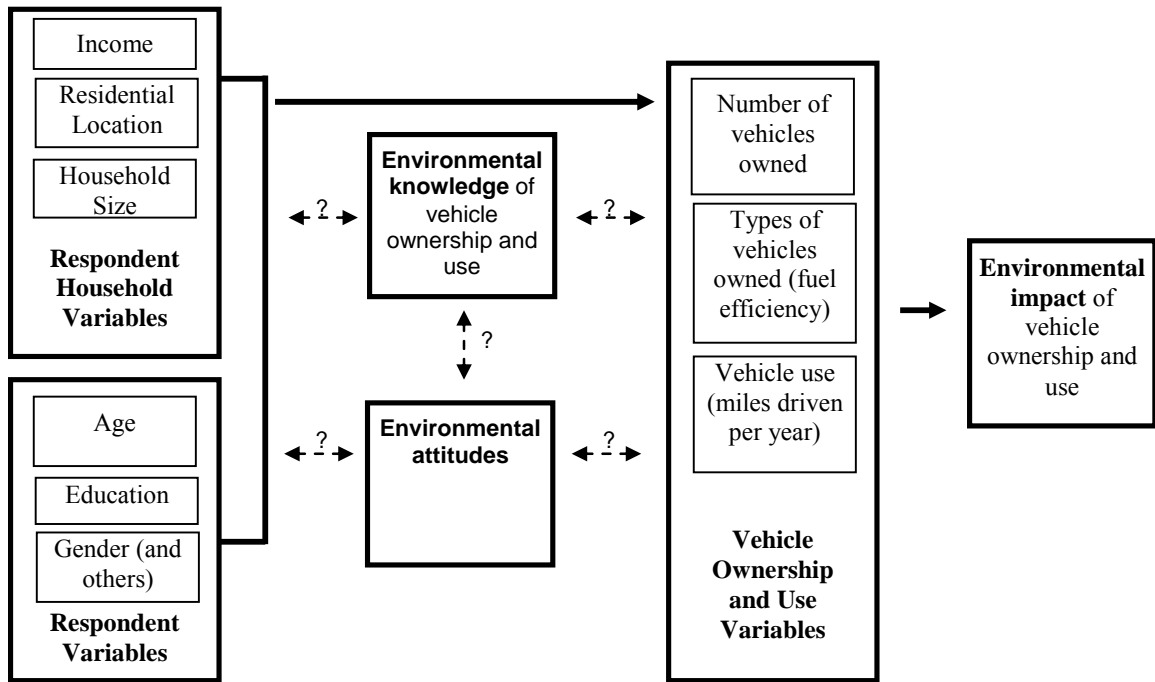 Income
Residential
Location
Household
Size
Respondent
Household
Variables
Age
Education
Gender (and
others)
Respondent
Variables
?
?
Environmental
knowledge of
vehicle
ownership and
use
?
Environmental
attitudes
?
?
Number of
vehicles
owned
Types of
vehicles
owned (fuel
efficiency)
Vehicle use
(miles driven
per year)
Vehicle
Ownership
and Use
Variables
Environmental
impact of
vehicle
ownership and
use